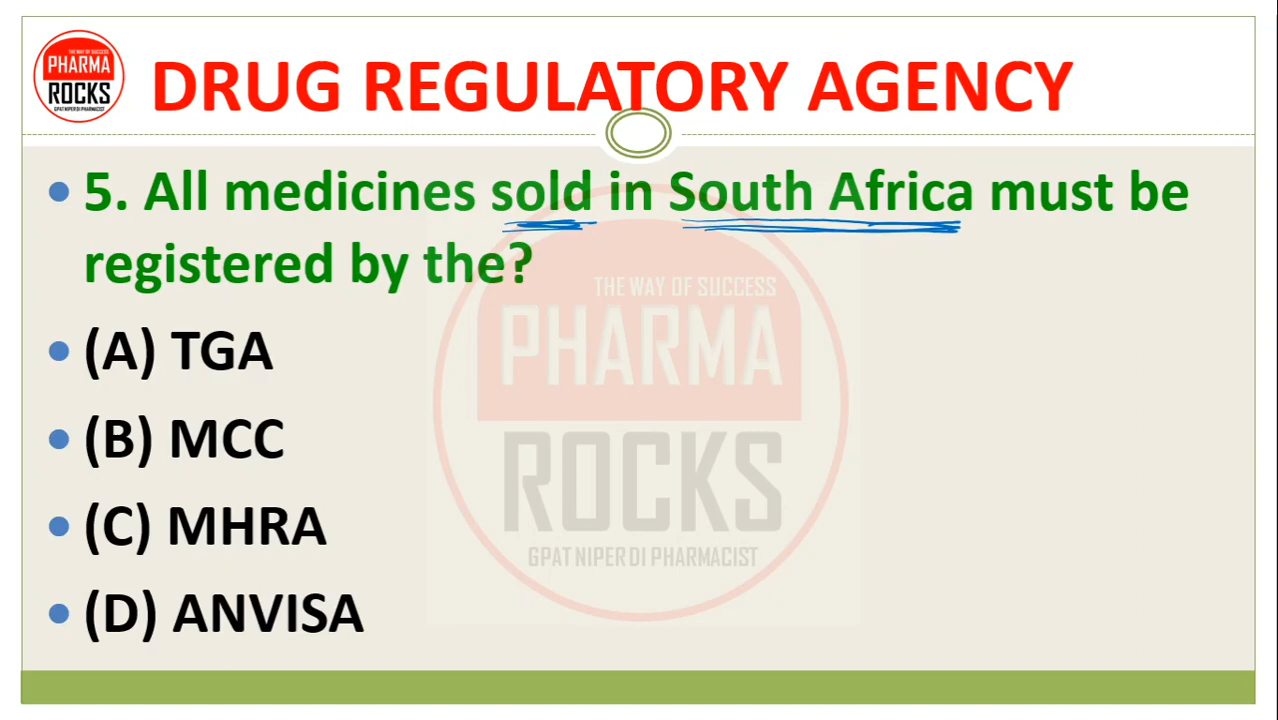 THE WAY OF SUCCESS
PHARMA
ROCKS
GPAT NIPER DI PHARMACIST
DRUG REGULATORY AGENCY
• 5. All medicines sold in South Africa must be
registered by the?
• (A) TGA
• (B) MCC
• (C) MHRA
• (D) ANVISA
THE WAY OF SUCCESS
PHARMA
ROCKS
GPAT NIPER DI PHARMACIST